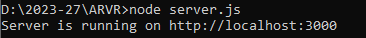 D:\2023-27\ARVR>node server.js
Server is running on http://localhost:3000